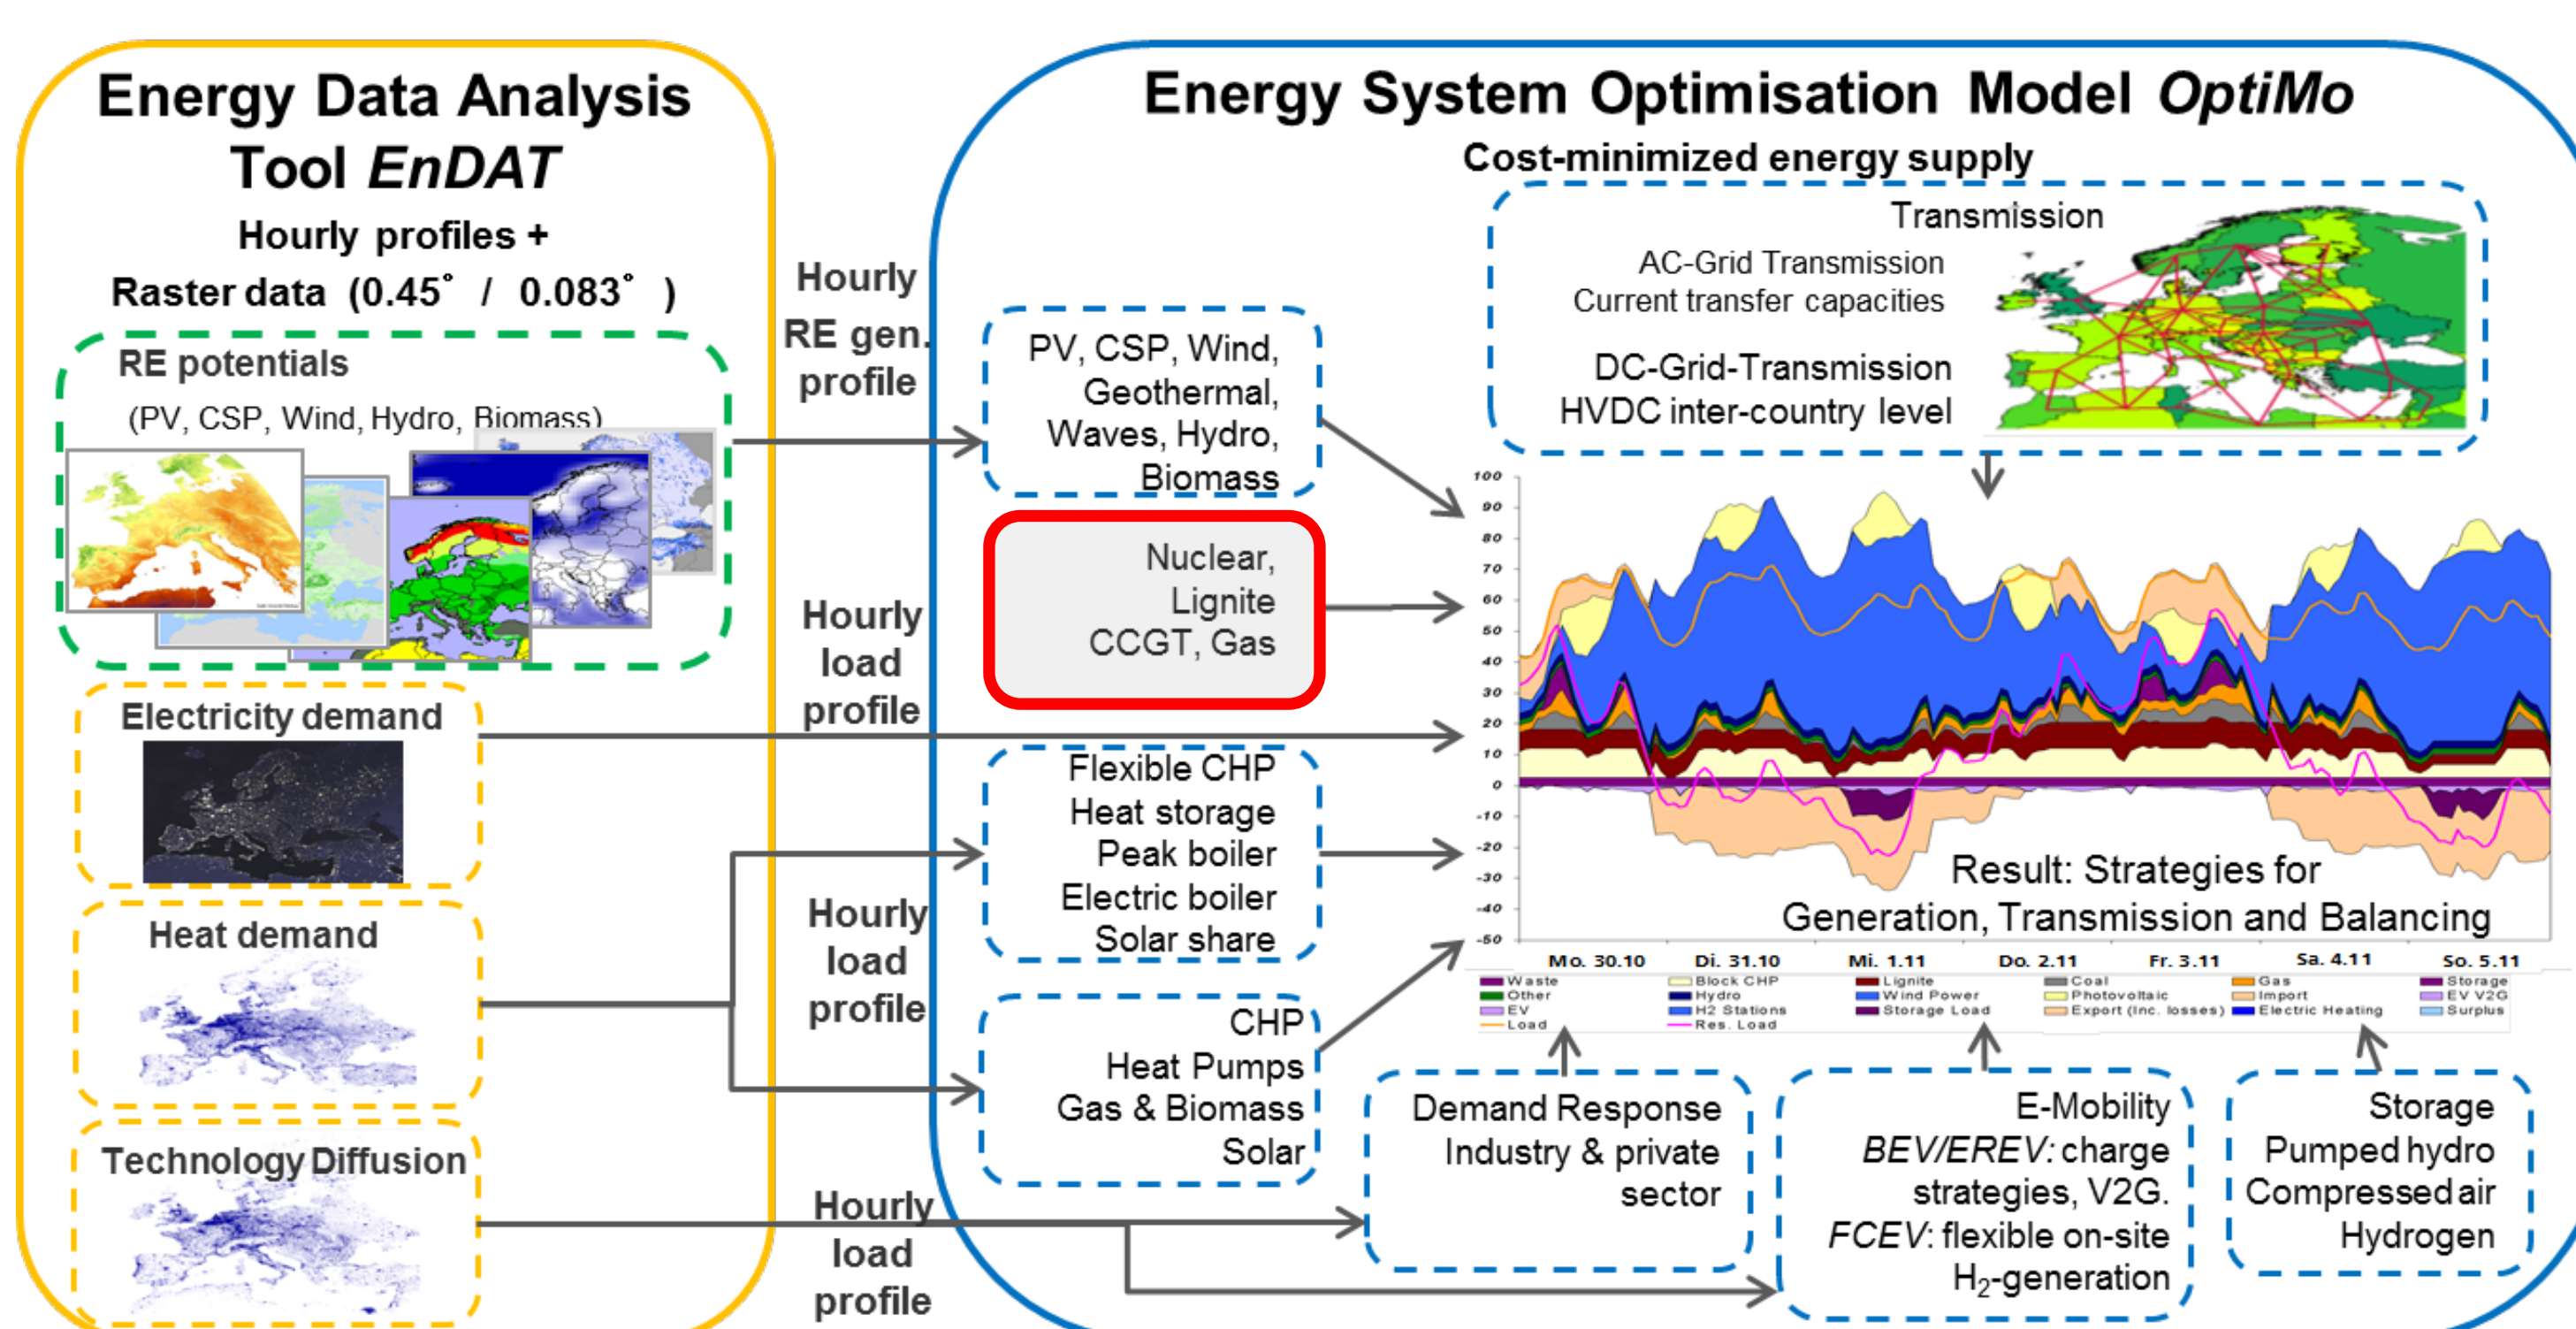 Energy Data Analysis
Tool EnDAT
Hourly profiles +
Raster data (0.45° / 0.083° )
RE potentials
(PV, CSP, Wind, Hydro, Biomass)
Electricity demand
Heat demand
Technology Diffusion
Hourly
RE gen.
profile
Hourly
load
profile
Hourly
load
profile
Hourly
load
profile
Energy System Optimisation Model OptiMo
Cost-minimized energy supply
Transmission
AC-Grid Transmission
Current transfer capacities
DC-Grid-Transmission
HVDC inter-country level
PV, CSP, Wind,
Geothermal,
Waves, Hydro,
Biomass
Nuclear,
Lignite
CCGT, Gas
Flexible CHP
Heat storage
Peak boiler
Electric boiler
Solar share
CHP
Heat Pumps
Gas & Biomass
Solar
100
90
80
70
60
50
40
30
20
10
0
-10
-20
-30
-40
-50
Result: Strategies for
Generation, Transmission and Balancing
Mo. 30.10 Di. 31.10 Mi. 1.11 Do. 2.11 Fr. 3.11 Sa. 4.11 So. 5.11
Waste Block CHP Lignite Coal Gas Storage
Other Hydro Wind Power Photovoltaic Import EV V2G
EV H2 Stations Storage Load Export (Inc. losses) Electric Heating Surplus
Load Res. Load
Demand Response
Industry & private
sector
E-Mobility
BEV/EREV: charge
strategies, V2G.
FCEV: flexible on-site
H₂-generation
Storage
Pumped hydro
Compressed air
Hydrogen